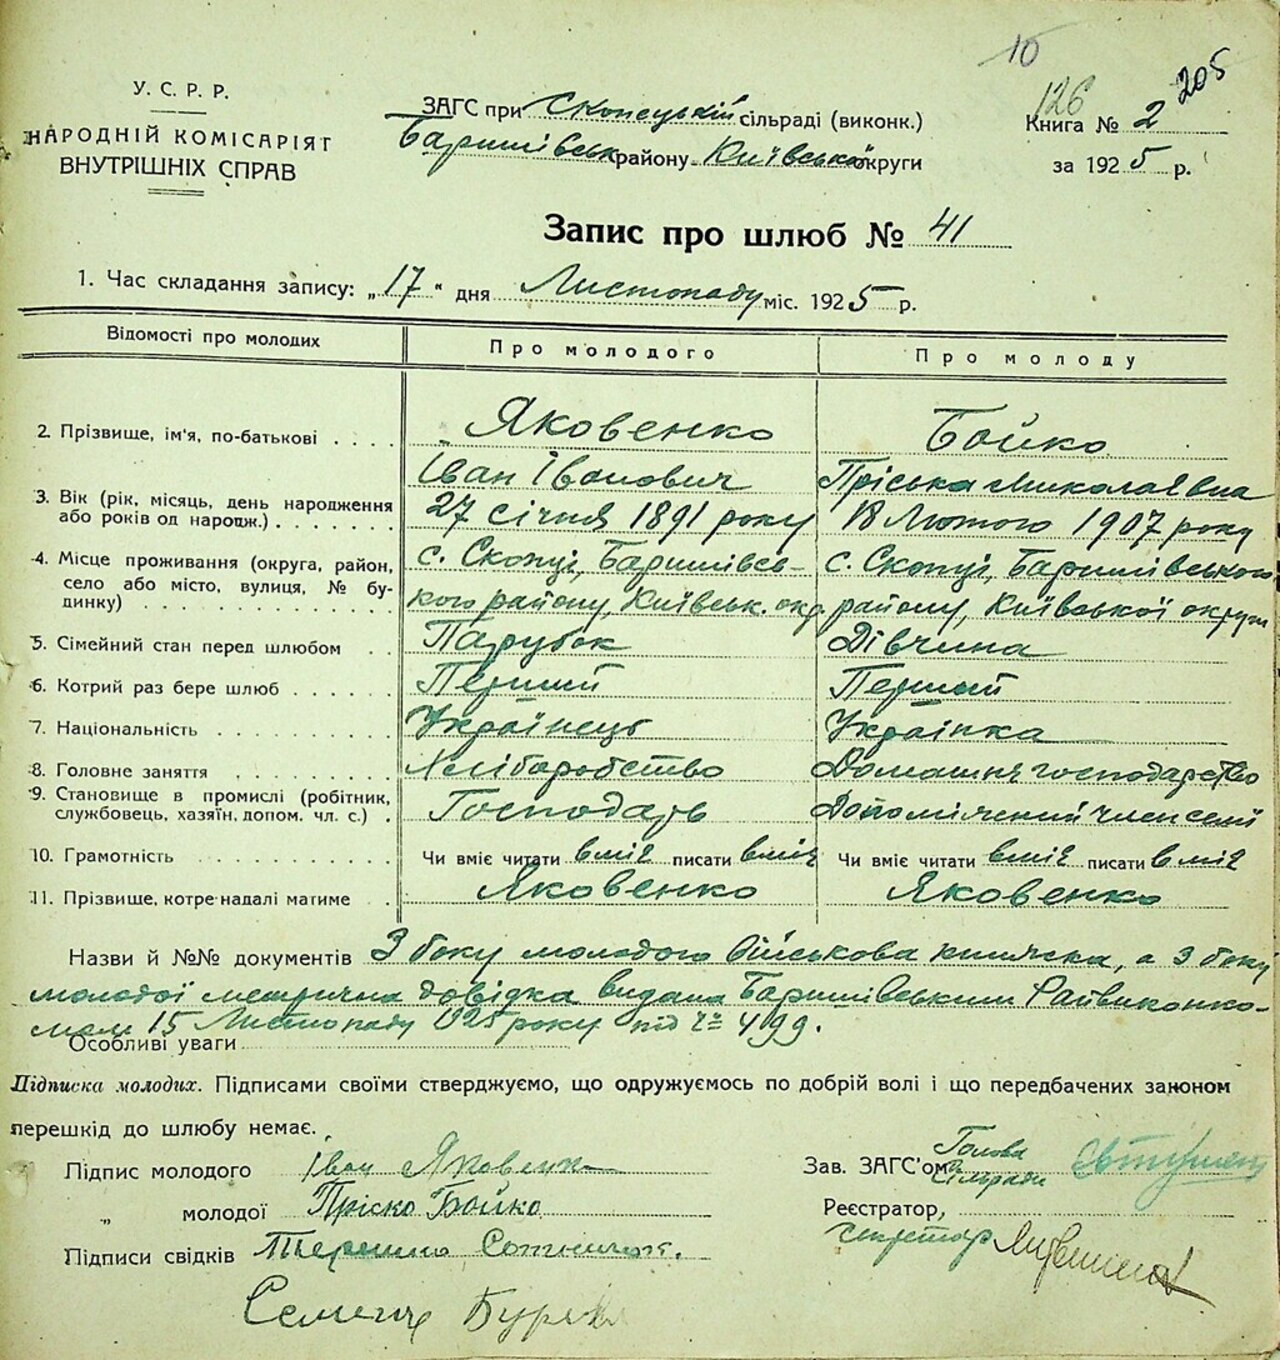 10
126 205
У. С. Р. Р.
НАРОДНІЙ КОМІСАРІЯТ
ВНУТРІШНІХ СПРАВ
ЗАГС при Скопецькій сільраді (виконк.)
Баришівськ району Київської округи
Книга № 2
за 1925 р.
Запис про шлюб № 41
1. Час складання запису: „17“ дня Листопаду міс. 1925 р.
Відомості про молодих
Про молодого
Про молоду
2. Прізвище, ім'я, по-батькові
Яковенко
Іван Іванович
Бойко
Пріська Миколаївна
3. Вік (рік, місяць, день народження
або років од народж.)
27 січня 1891 року
18 Лютого 1907 року
4. Місце проживання (округа, район,
село або місто, вулиця, № бу-
динку)
с. Скопці, Баришівсь-
кого району, Київськ. окр.
с. Скопці, Баришівського
району, Київської округи
5. Сімейний стан перед шлюбом
Парубок
Дівчина
6. Котрий раз бере шлюб
Перший
Перший
7. Національність
Українець
Українка
8. Головне заняття
Хліборобство
Домашнє господарство
9. Становище в промислі (робітник,
службовець, хазяїн, допом. чл. с.)
Господарь
Допомічений член семї
10. Грамотність
Чи вміє читати вміє писати вміє
Чи вміє читати вміє писати вміє
11. Прізвище, котре надалі матиме
Яковенко
Яковенко
Назви й №№ документів З боку молодого військова книжка, а з боку
молодої метрична довідка видана Баришівським Райвиконко-
мом 15 Листопаду 1925 року під ч= 499.
Особливі уваги
Підписка молодих. Підписами своїми стверджуємо, що одружуємось по добрій волі і що передбачених законом
перешкід до шлюбу немає.
Підпис молодого Іван Яковенко
„ молодої Пріско Бойко
Підписи свідків
Семен
Зав. ЗАГС'ом Голова
сільради
Реєстратор,
секретар